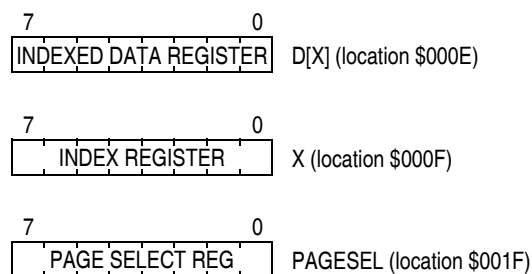 7 0
INDEXED DATA REGISTER D[X] (location $000E)
7 0
INDEX REGISTER X (location $000F)
7 0
PAGE SELECT REG PAGESEL (location $001F)